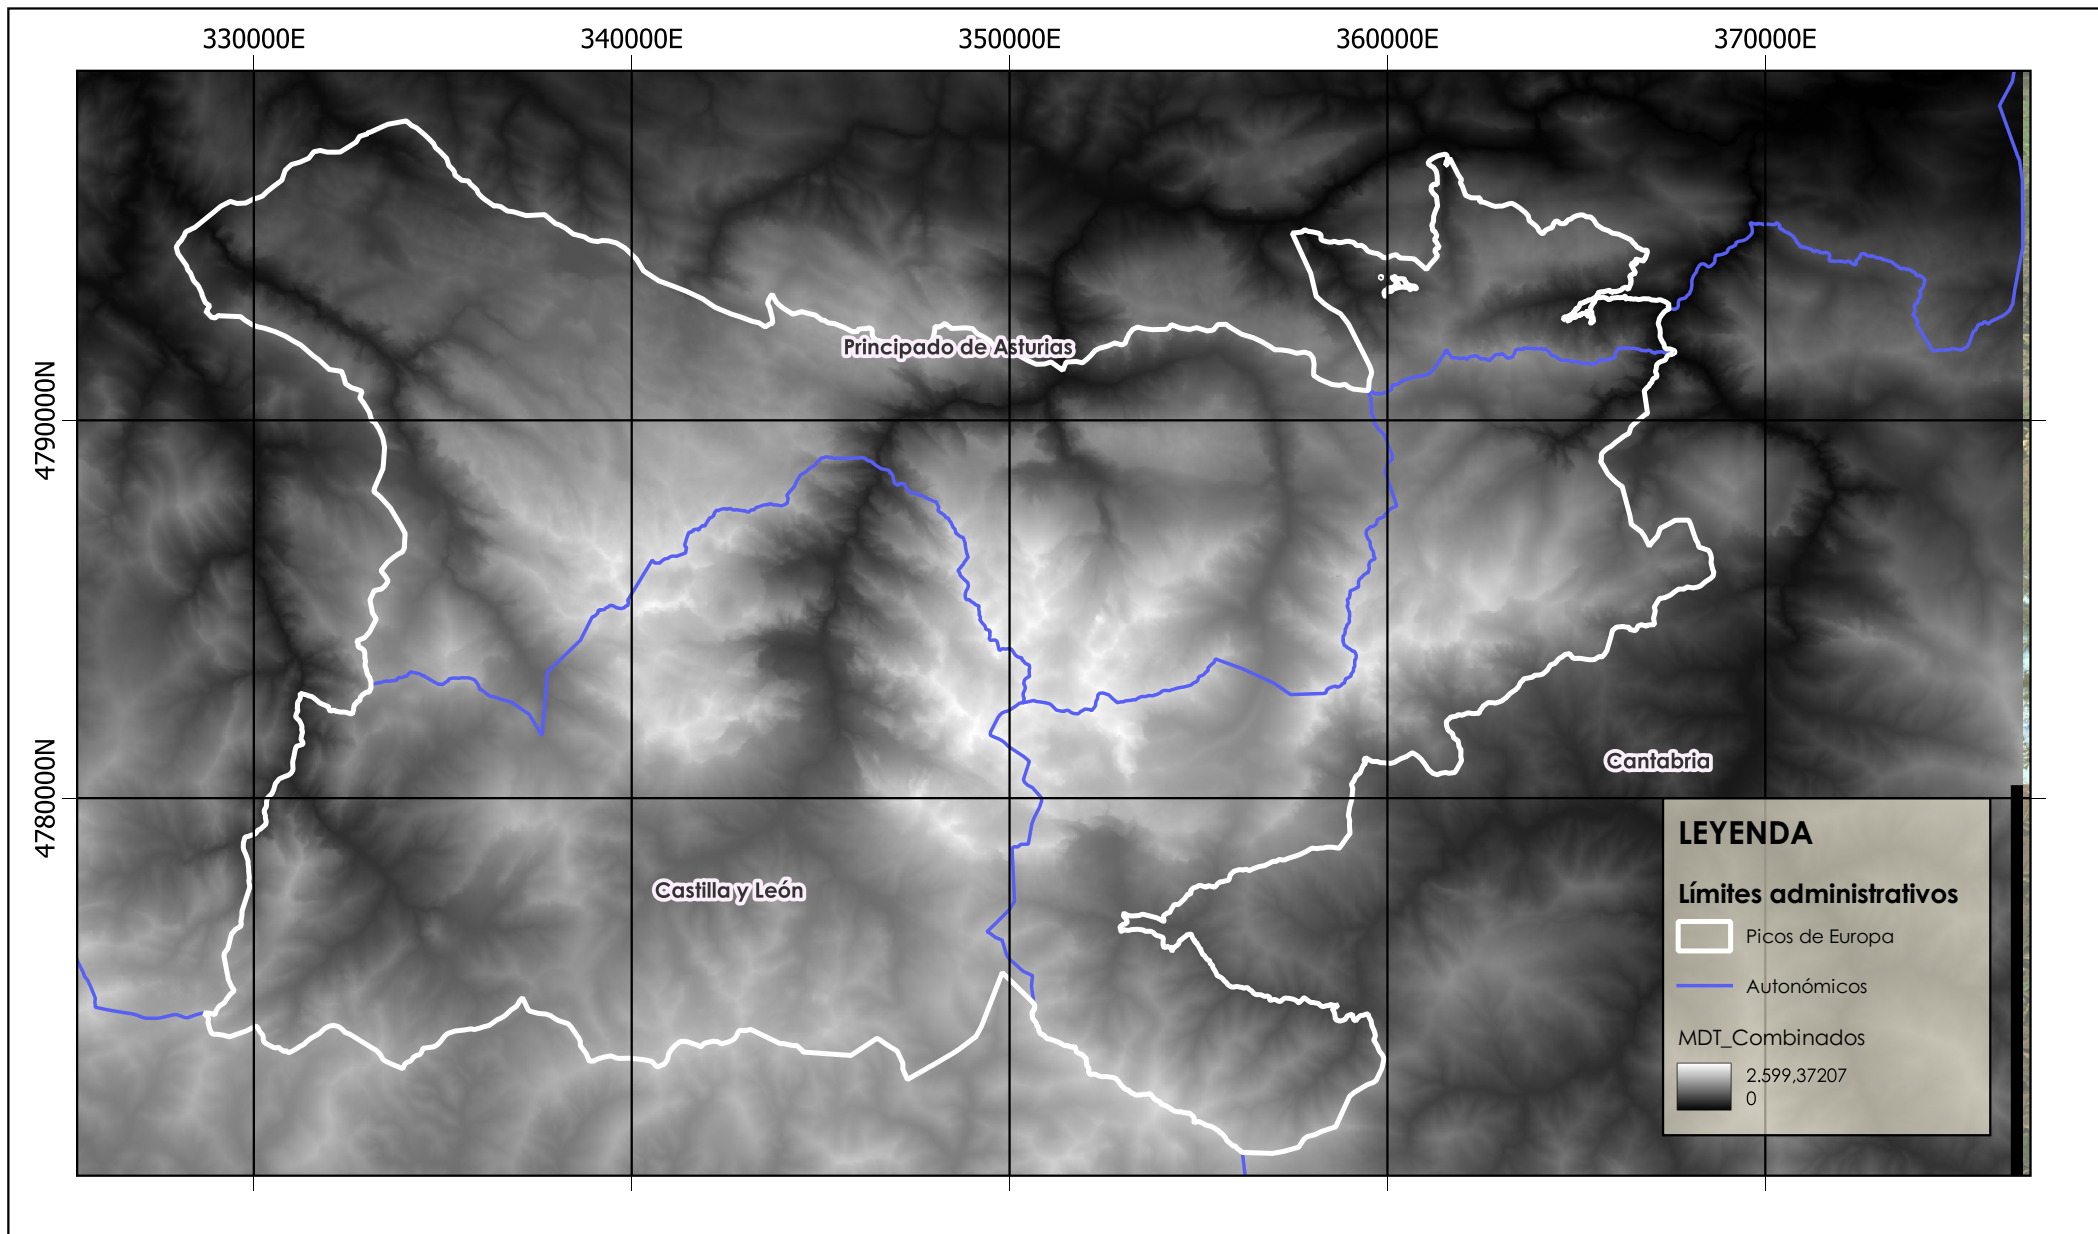 330000E 340000E 350000E 360000E 370000E
4790000N
4780000N
Principado de Asturias
Cantabria
Castilla y León
LEYENDA
Límites administrativos
Picos de Europa
Autonómicos
MDT_Combinados
2.599,37207
0